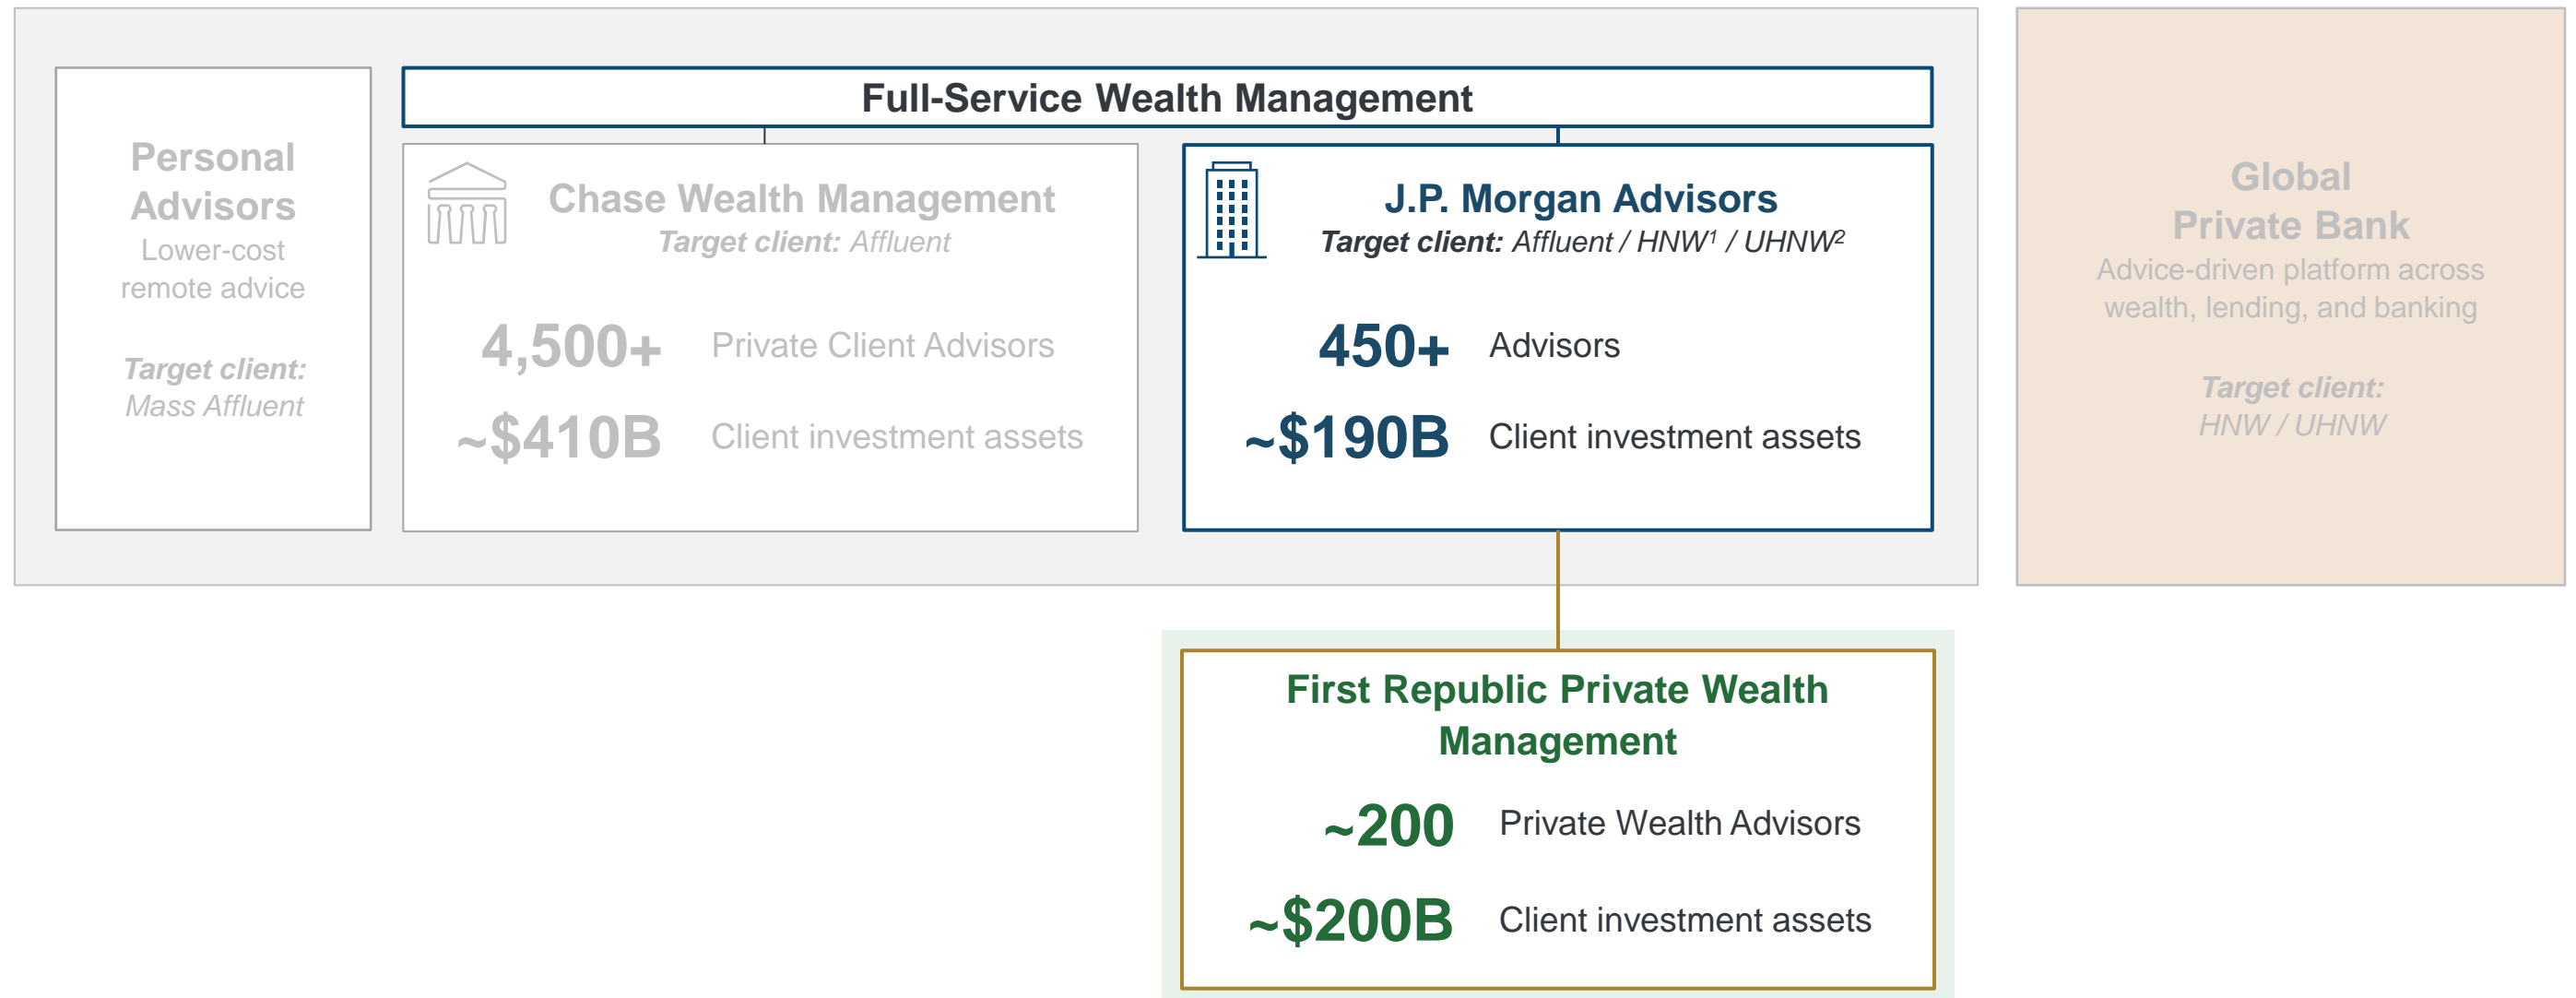 Full-Service Wealth Management
Personal
Advisors
Lower-cost
remote advice
Target client:
Mass Affluent
Chase Wealth Management
Target client: Affluent
4,500+ Private Client Advisors
~$410B Client investment assets
J.P. Morgan Advisors
Target client: Affluent / HNW¹ / UHNW²
450+ Advisors
~$190B Client investment assets
Global
Private Bank
Advice-driven platform across
wealth, lending, and banking
Target client:
HNW / UHNW
First Republic Private Wealth
Management
~200 Private Wealth Advisors
~$200B Client investment assets